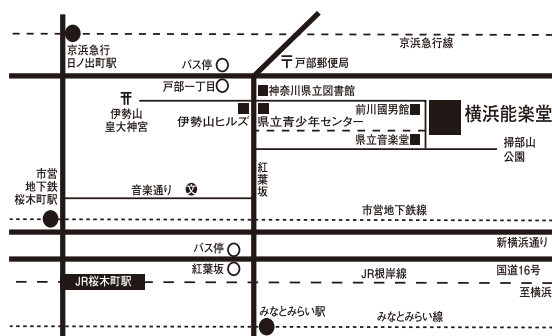 京浜急行線
京浜急行
日ノ出町駅
バス停
戸部郵便局
戸部一丁目
神奈川県立図書館
伊勢山
皇大神宮
伊勢山ヒルズ
県立青少年センター
前川國男館
横浜能楽堂
県立音楽堂
掃部山
公園
紅葉坂
市営
地下鉄
桜木町駅
音楽通り
文
市営地下鉄線
新横浜通り
バス停
紅葉坂
国道16号
JR桜木町駅
JR根岸線
至横浜
みなとみらい駅
みなとみらい線